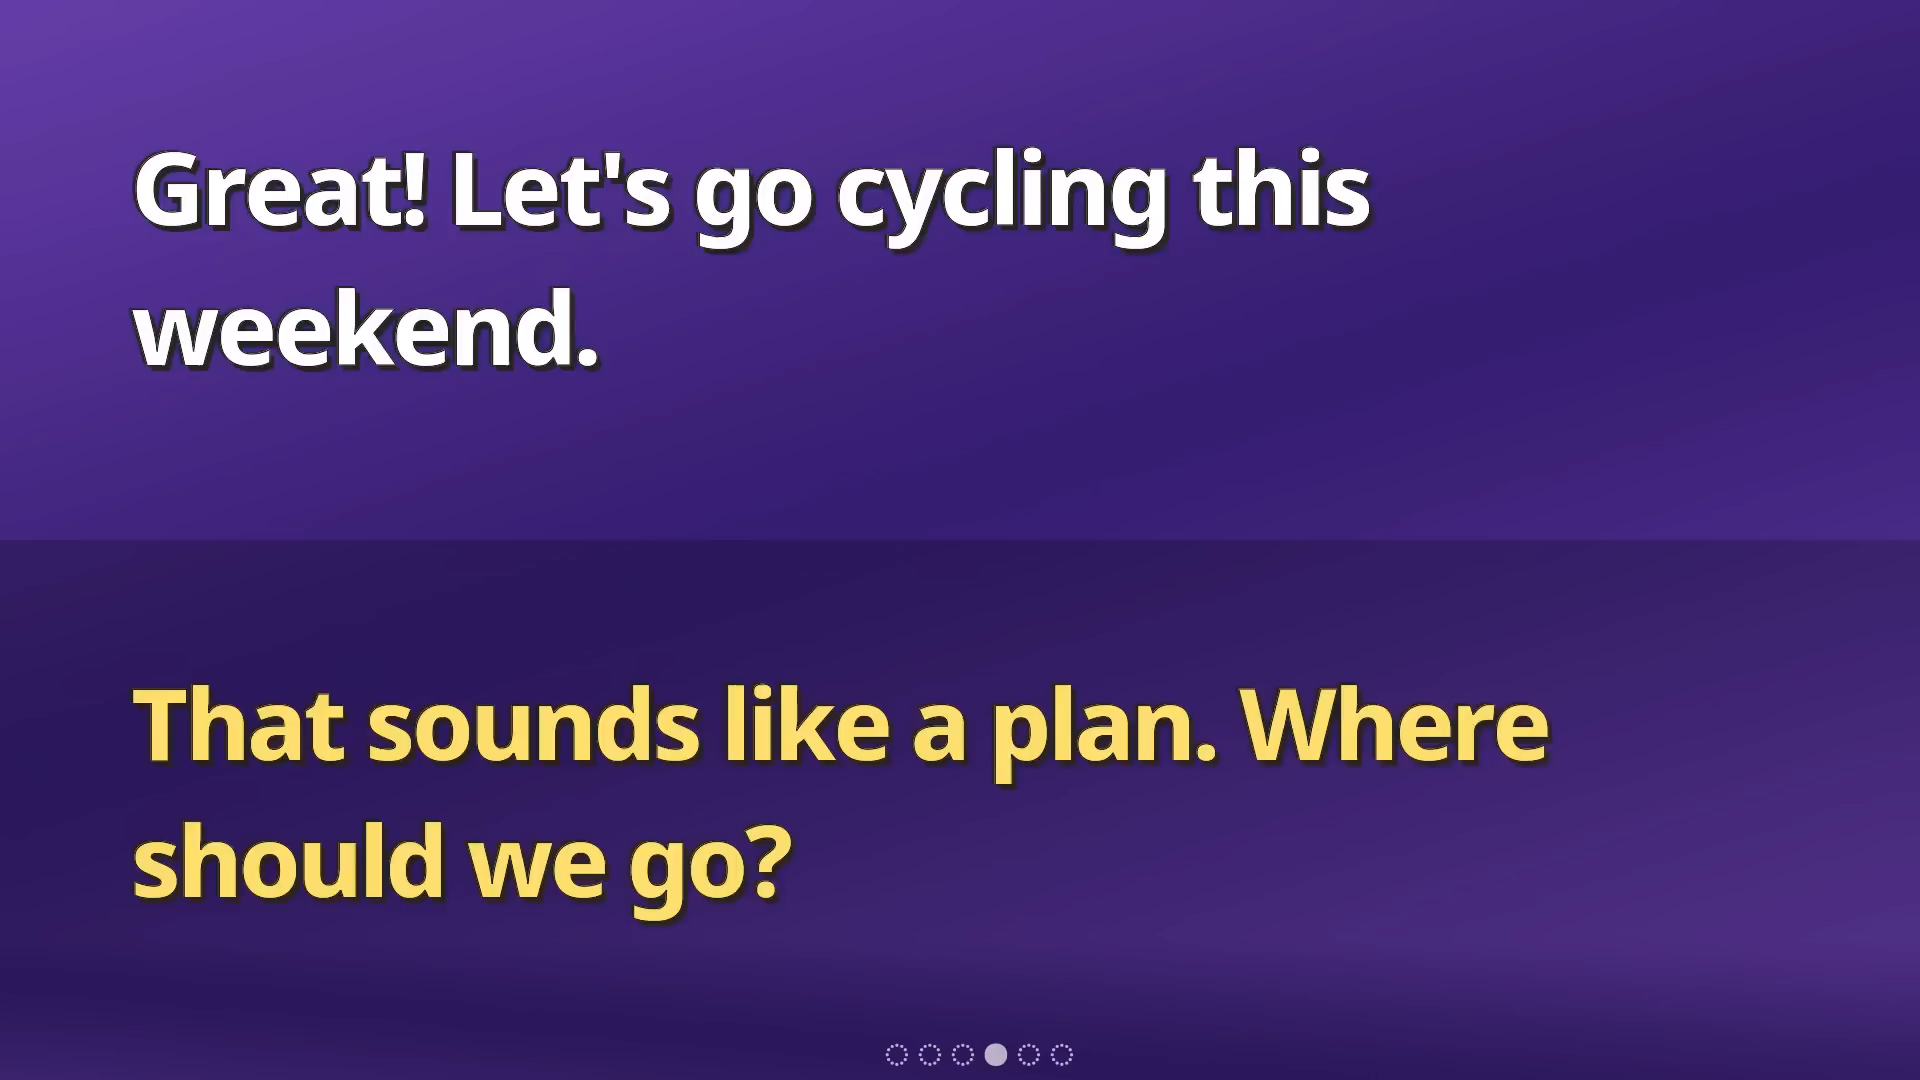 Great! Let's go cycling this
weekend.
That sounds like a plan. Where
should we go?